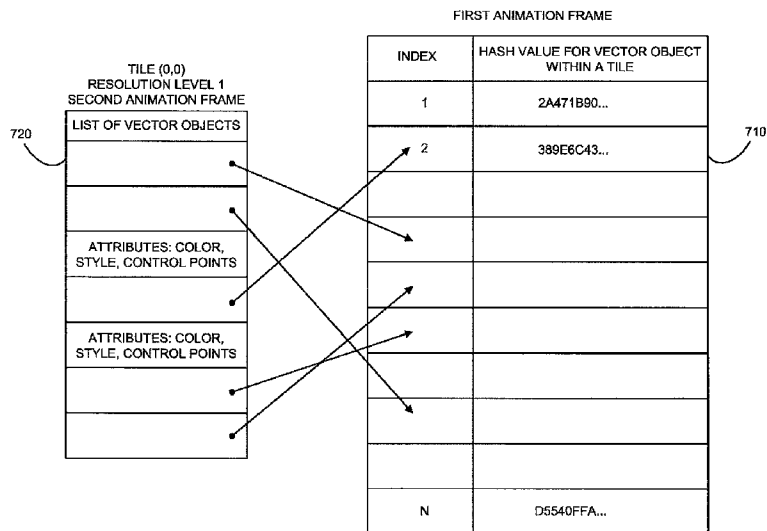 FIRST ANIMATION FRAME
TILE (0,0)
RESOLUTION LEVEL 1
SECOND ANIMATION FRAME
LIST OF VECTOR OBJECTS
720
ATTRIBUTES: COLOR,
STYLE, CONTROL POINTS
ATTRIBUTES: COLOR,
STYLE, CONTROL POINTS
INDEX
HASH VALUE FOR VECTOR OBJECT
WITHIN A TILE
1
2A471B90...
710
2
389E6C43...
N
D5540FFA...